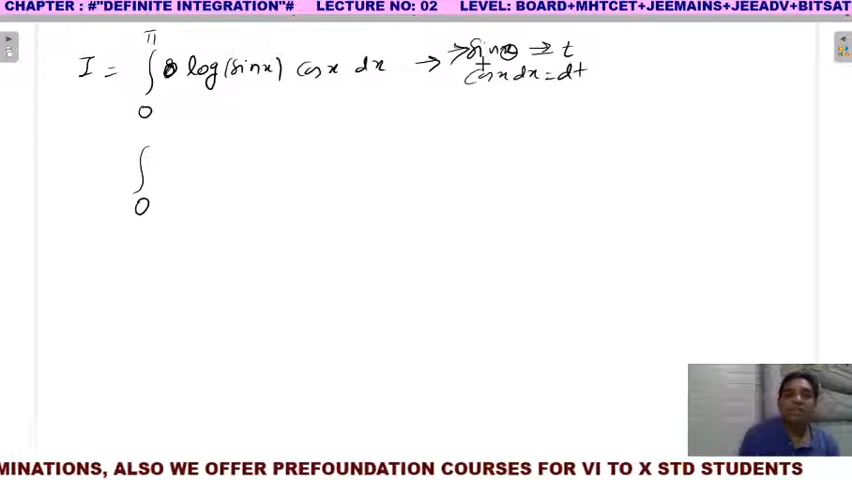 CHAPTER : #"DEFINITE INTEGRATION"# LECTURE NO: 02 LEVEL: BOARD+MHTCET+JEEMAINS+JEEADV+BITSAT
I = ∫₀^π log(sinx) cosx dx → → sinx ⇒ t
cosx dx = dt
∫₀
MINATIONS, ALSO WE OFFER PREFOUNDATION COURSES FOR VI TO X STD STUDENTS